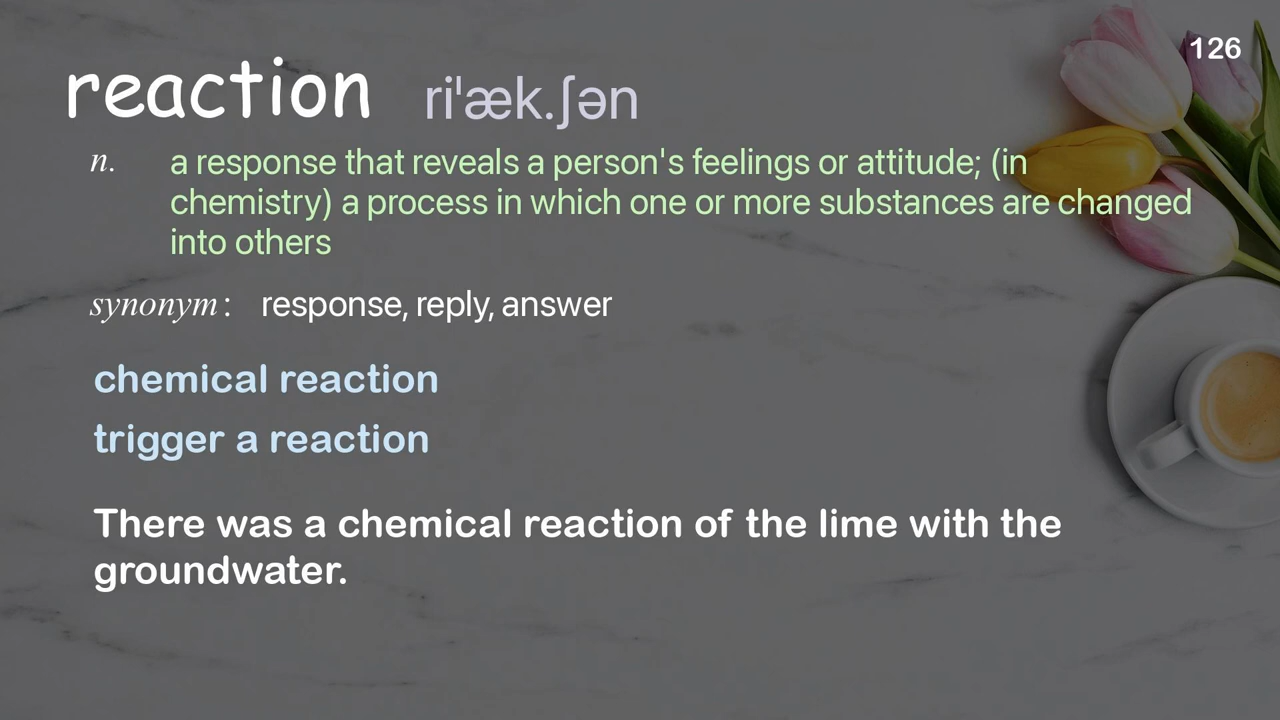 126
reaction ri'æk.ʃən
n. a response that reveals a person's feelings or attitude; (in
chemistry) a process in which one or more substances are changed
into others
synonym: response, reply, answer
chemical reaction
trigger a reaction
There was a chemical reaction of the lime with the
groundwater.